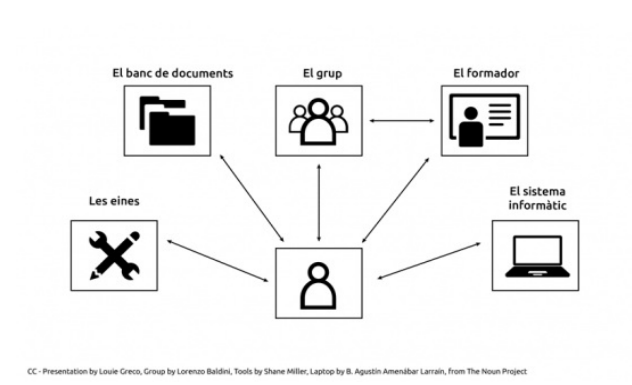 El banc de documents
El grup
El formador
Les eines
El sistema
informàtic
CC - Presentation by Louie Greco, Group by Lorenzo Baldini, Tools by Shane Miller, Laptop by B. Agustín Amenábar Larraín, from The Noun Project